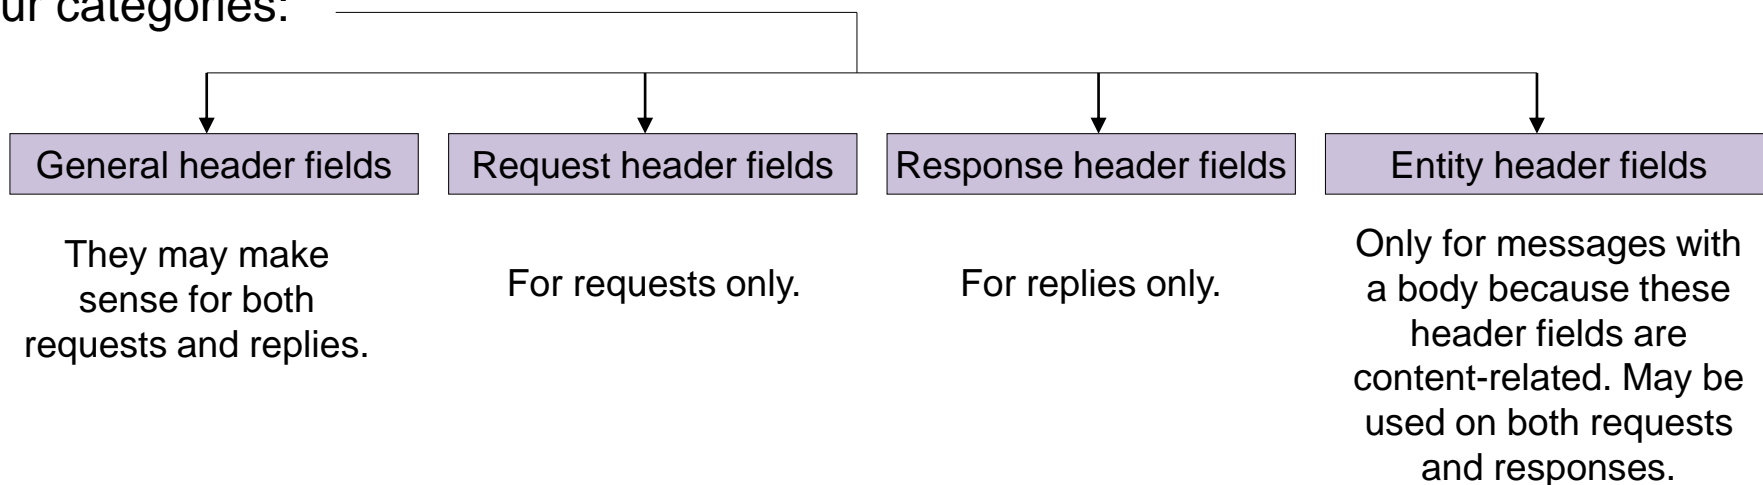 categories:
General header fields
Request header fields
Response header fields
Entity header fields
They may make
sense for both
requests and replies.
For requests only.
For replies only.
Only for messages with
a body because these
header fields are
content-related. May be
used on both requests
and responses.